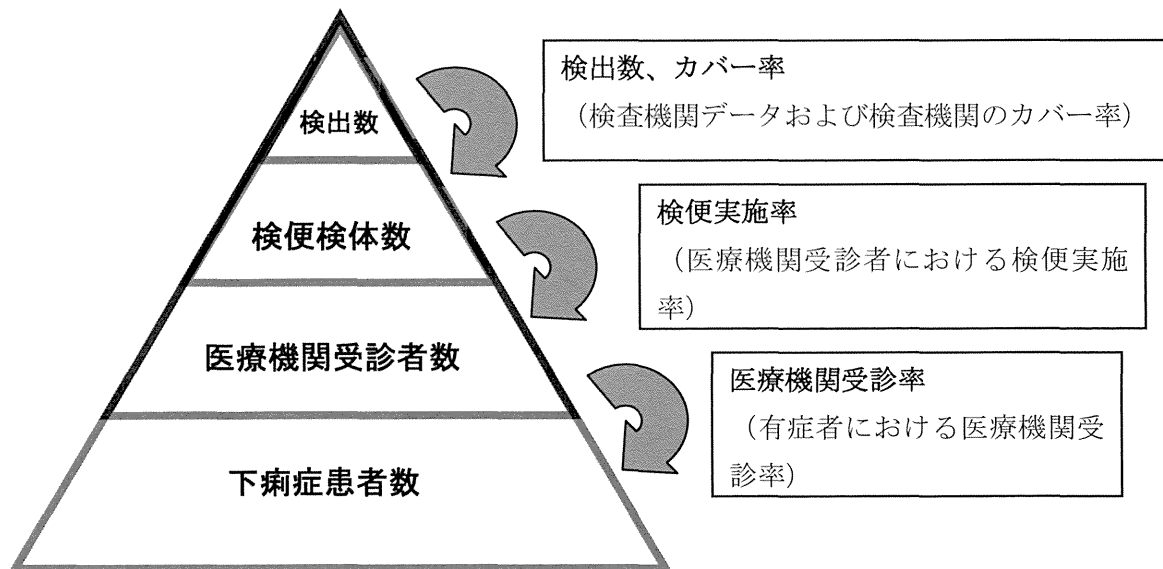 検出数
検便検体数
医療機関受診者数
下痢症患者数
検出数、カバー率
（検査機関データおよび検査機関のカバー率）
検便実施率
（医療機関受診者における検便実施
率）
医療機関受診率
（有症者における医療機関受
診率）